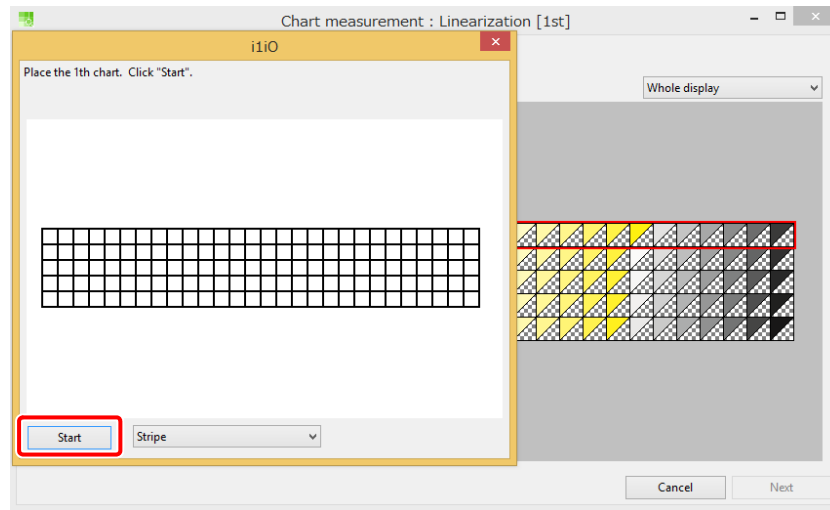 Chart measurement : Linearization [1st]
i1iO
Place the 1th chart. Click "Start".
Whole display
Start
Stripe
Cancel
Next